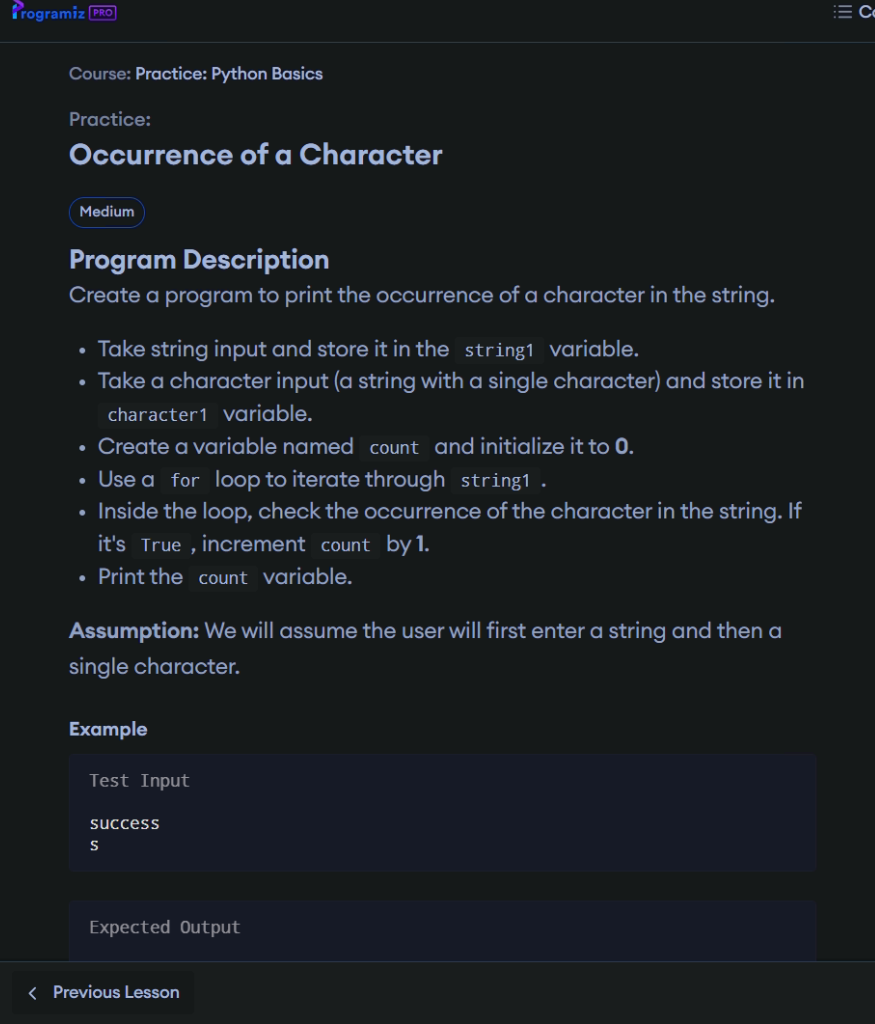 Programiz PRO
Co
Course: Practice: Python Basics
Practice:
Occurrence of a Character
Medium
Program Description
Create a program to print the occurrence of a character in the string.
• Take string input and store it in the string1 variable.
• Take a character input (a string with a single character) and store it in
character1 variable.
• Create a variable named count and initialize it to 0.
• Use a for loop to iterate through string1 .
• Inside the loop, check the occurrence of the character in the string. If
it's True , increment count by 1.
• Print the count variable.
Assumption: We will assume the user will first enter a string and then a
single character.
Example
Test Input
success
s
Expected Output
Previous Lesson